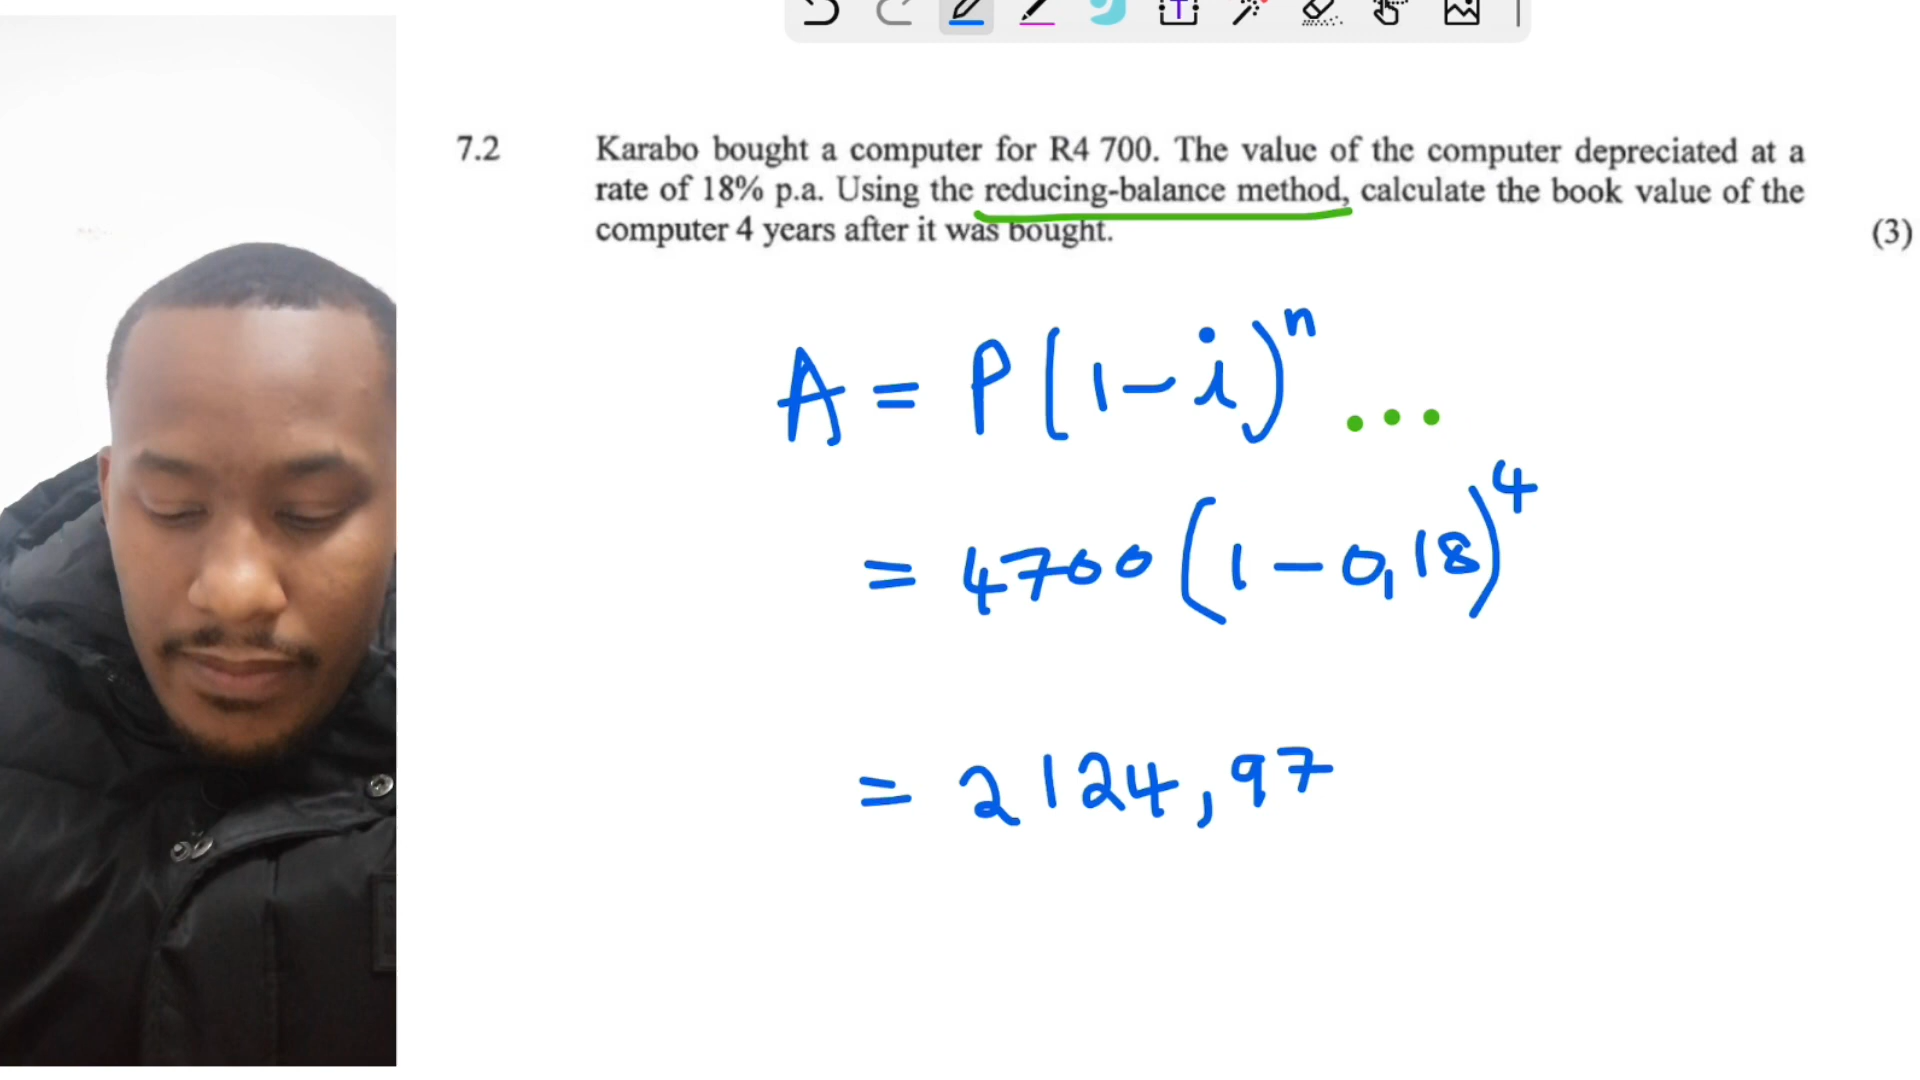 7.2 Karabo bought a computer for R4 700. The value of the computer depreciated at a
rate of 18% p.a. Using the reducing-balance method, calculate the book value of the
computer 4 years after it was bought. (3)
A = P(1-i)^n ...
= 4700(1-0,18)^4
= 2124,97